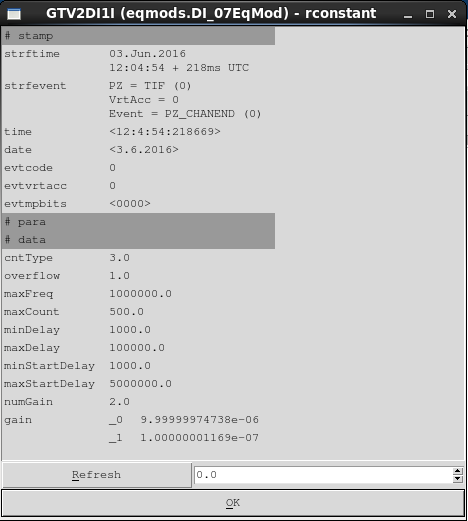 GTV2DI1I (eqmods.DI_07EqMod) - rconstant
# stamp
strftime 03.Jun.2016
12:04:54 + 218ms UTC
strfevent PZ = TIF (0)
VrtAcc = 0
Event = PZ_CHANEND (0)
time <12:4:54:218669>
date <3.6.2016>
evtcode 0
evtvrtacc 0
evtmpbits <0000>
# para
# data
cntType 3.0
overflow 1.0
maxFreq 1000000.0
maxCount 500.0
minDelay 1000.0
maxDelay 100000.0
minStartDelay 1000.0
maxStartDelay 5000000.0
numGain 2.0
gain _0 9.99999974738e-06
_1 1.00000001169e-07
Refresh 0.0
OK